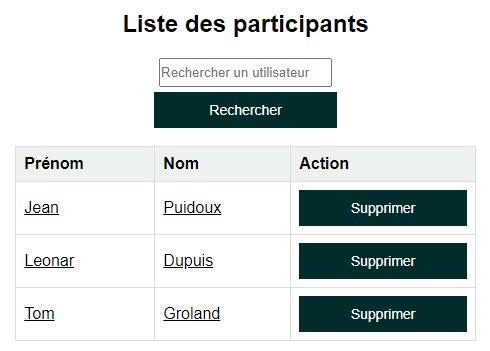 Liste des participants
Rechercher un utilisateur
Rechercher
Prénom Nom Action
Jean Puidoux Supprimer
Leonar Dupuis Supprimer
Tom Groland Supprimer